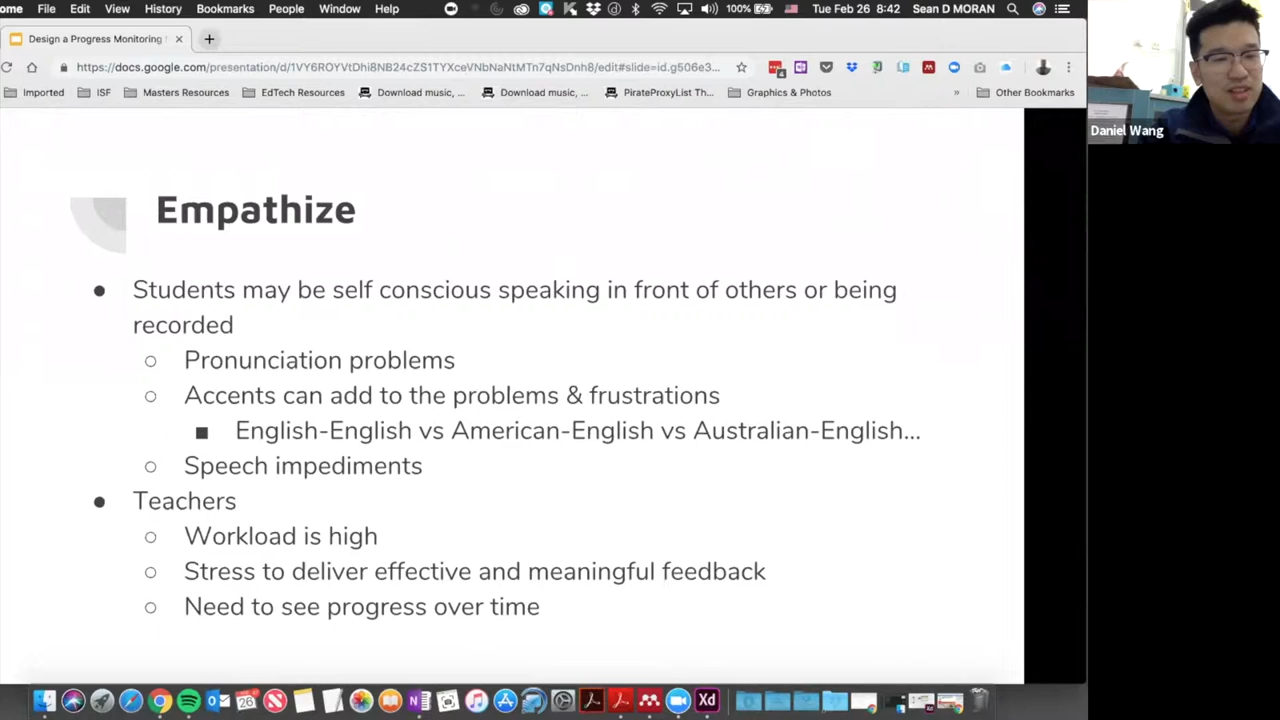 ome File Edit View History Bookmarks People Window Help 100% Tue Feb 26 8:42 Sean D MORAN
Design a Progress Monitoring
https://docs.google.com/presentation/d/1VY6ROYVtDhi8NB24cZS1TYXceVNbNaNtMTn7qNsDnh8/edit#slide=id.g506e3...
Imported ISF Masters Resources EdTech Resources Download music, ... Download music, ... PirateProxyList Th... Graphics & Photos » Other Bookmarks
Daniel Wang
Empathize
● Students may be self conscious speaking in front of others or being
recorded
○ Pronunciation problems
○ Accents can add to the problems & frustrations
■ English-English vs American-English vs Australian-English...
○ Speech impediments
● Teachers
○ Workload is high
○ Stress to deliver effective and meaningful feedback
○ Need to see progress over time
26
Xd